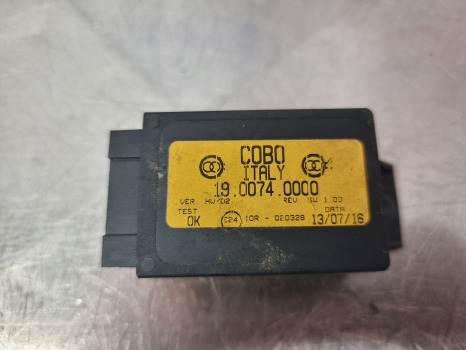 COBO
ITALY
19.0074.0000
VER. HW/02 REV. SW 1.00
TEST DATA
OK E24 10R - 020328 13/07/16